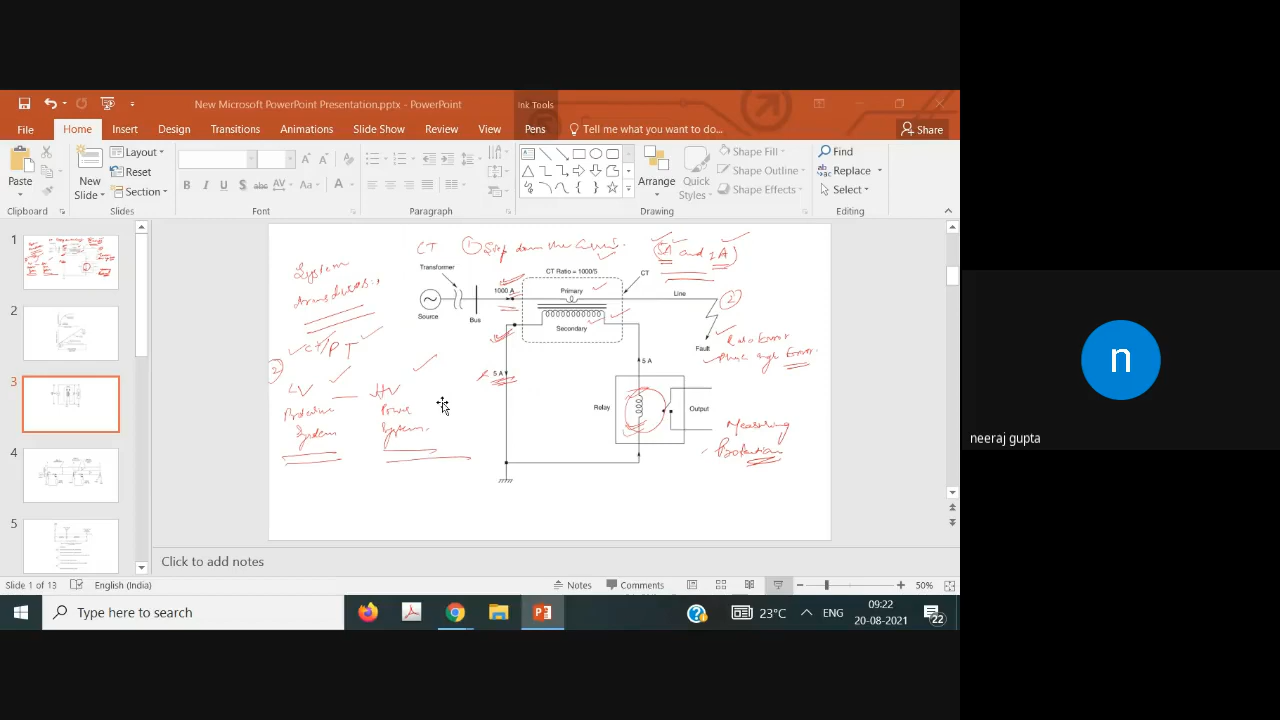 New Microsoft PowerPoint Presentation.pptx - PowerPoint
Ink Tools
File
Home
Insert
Design
Transitions
Animations
Slide Show
Review
View
Pens
Tell me what you want to do...
Share
Paste
New Slide
Layout
Reset
Section
Arrange
Quick Styles
Shape Fill
Shape Outline
Shape Effects
Find
Replace
Select
Clipboard
Slides
Font
Paragraph
Drawing
Editing
1
2
3
4
5
CT ① Step down the Current. (5A and 1A)
System
CT Ratio = 1000/5
Transformer
CT
1000 A
Primary
Line
②
Source
Bus
Secondary
Fault
Ratio Error
Phase angle Error.
CT/PT
②
5 A
5 A
LV
HV
Protection
System
Power
System.
Relay
Output
Measuring
Protection
neeraj gupta
n
Click to add notes
Slide 1 of 13
English (India)
Notes
Comments
50%
Type here to search
23°C
ENG
09:22
20-08-2021
22